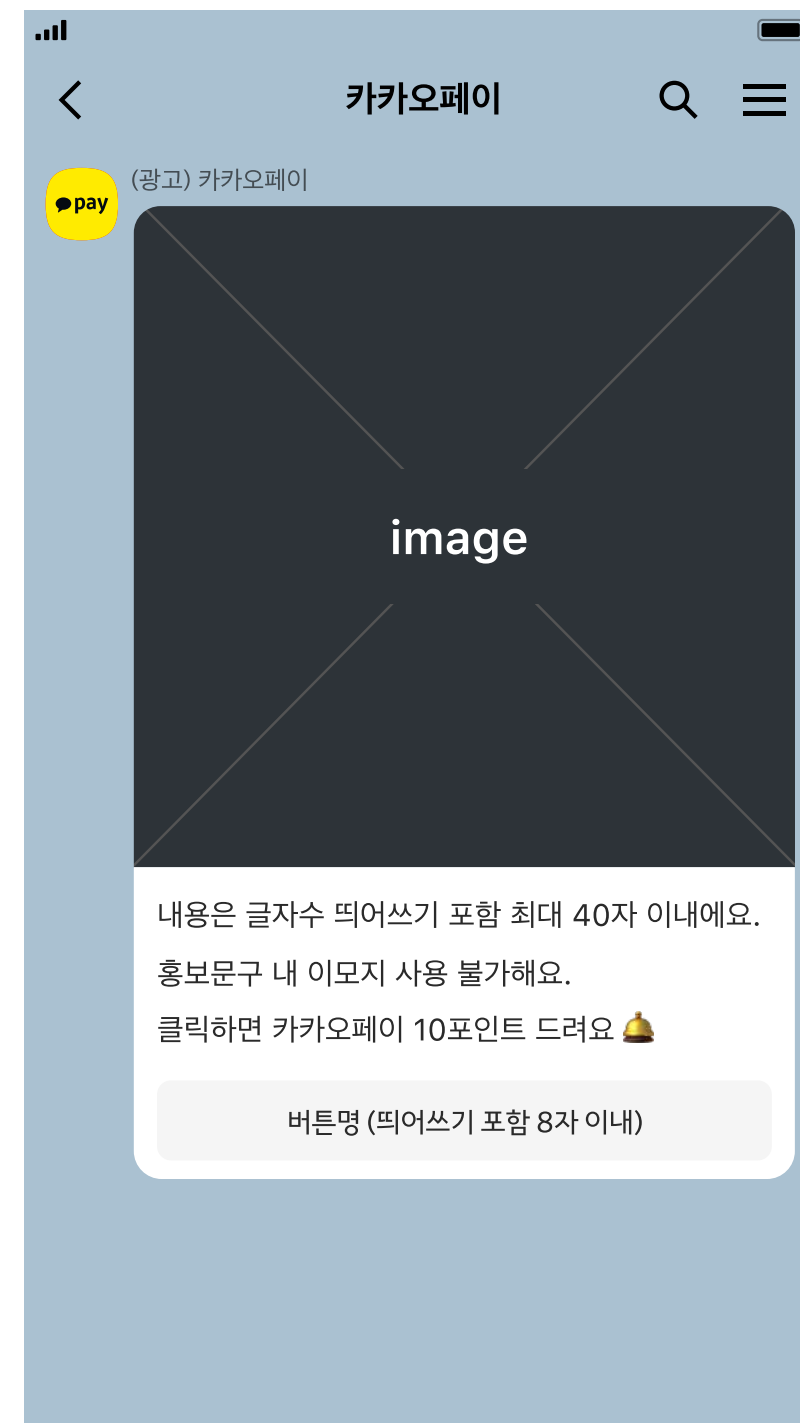 카카오페이
(광고) 카카오페이
pay
image
내용은 글자수 띄어쓰기 포함 최대 40자 이내에요.
홍보문구 내 이모지 사용 불가해요.
클릭하면 카카오페이 10포인트 드려요 🛎️
버튼명 (띄어쓰기 포함 8자 이내)